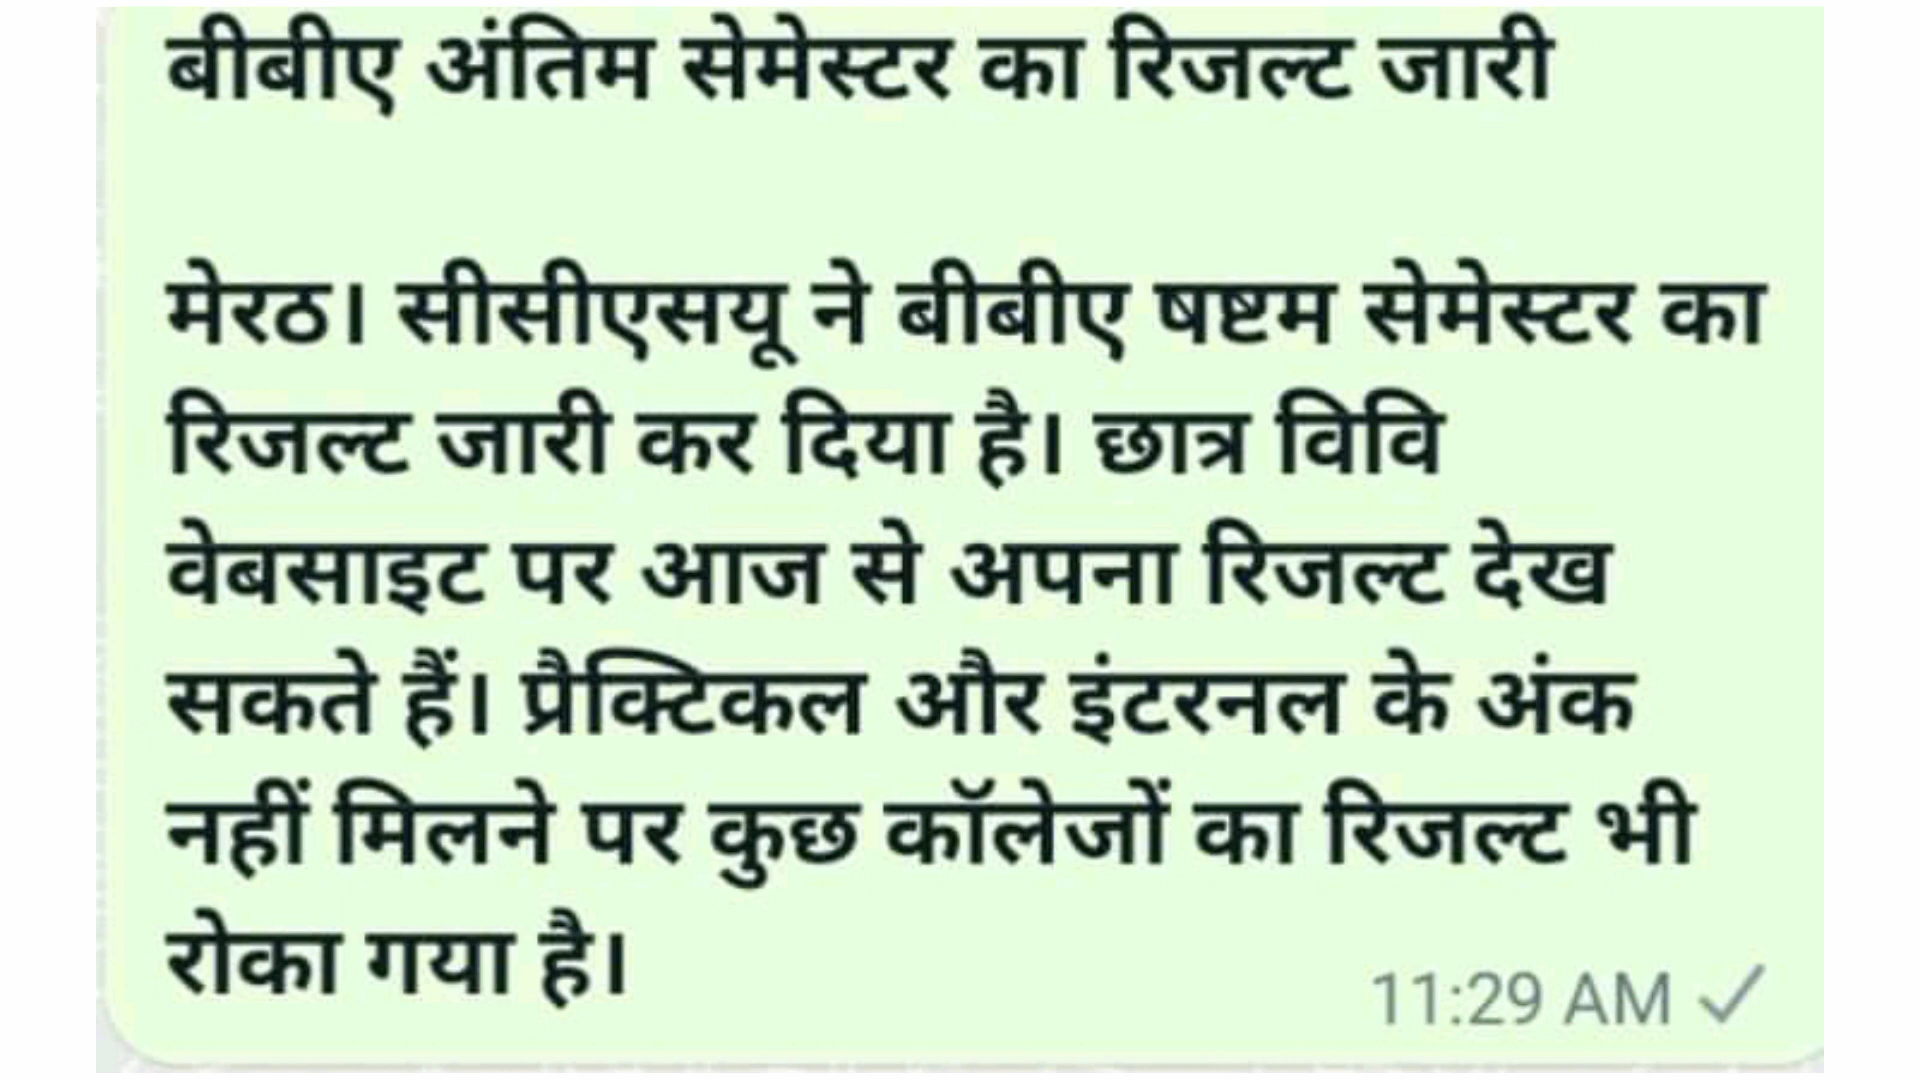 बीबीए अंतिम सेमेस्टर का रिजल्ट जारी
मेरठ। सीसीएसयू ने बीबीए षष्टम सेमेस्टर का
रिजल्ट जारी कर दिया है। छात्र विवि
वेबसाइट पर आज से अपना रिजल्ट देख
सकते हैं। प्रैक्टिकल और इंटरनल के अंक
नहीं मिलने पर कुछ कॉलेजों का रिजल्ट भी
रोका गया है।
11:29 AM ✓